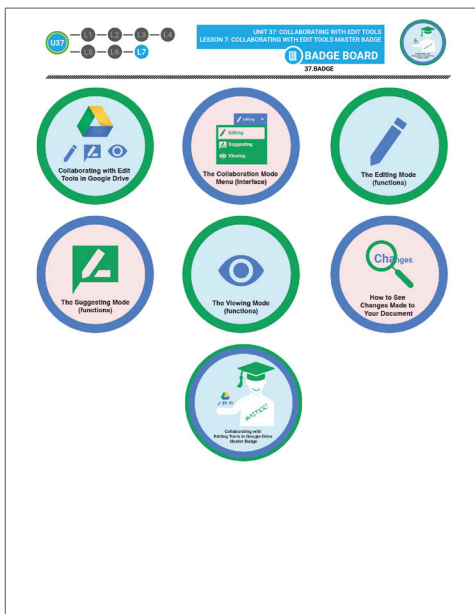 U37
L1
L2
L3
L4
L5
L6
L7
UNIT 37: COLLABORATING WITH EDIT TOOLS
LESSON 7: COLLABORATING WITH EDIT TOOLS MASTER BADGE
BADGE BOARD
37.BADGE
Collaborating with Edit
Tools in Google Drive
Editing
Editing
Suggesting
Viewing
The Collaboration Mode
Menu (Interface)
The Editing Mode
(functions)
The Suggesting Mode
(functions)
The Viewing Mode
(functions)
Changes
How to See
Changes Made to
Your Document
MASTER!
Collaborating with
Editing Tools in Google Drive
Master Badge